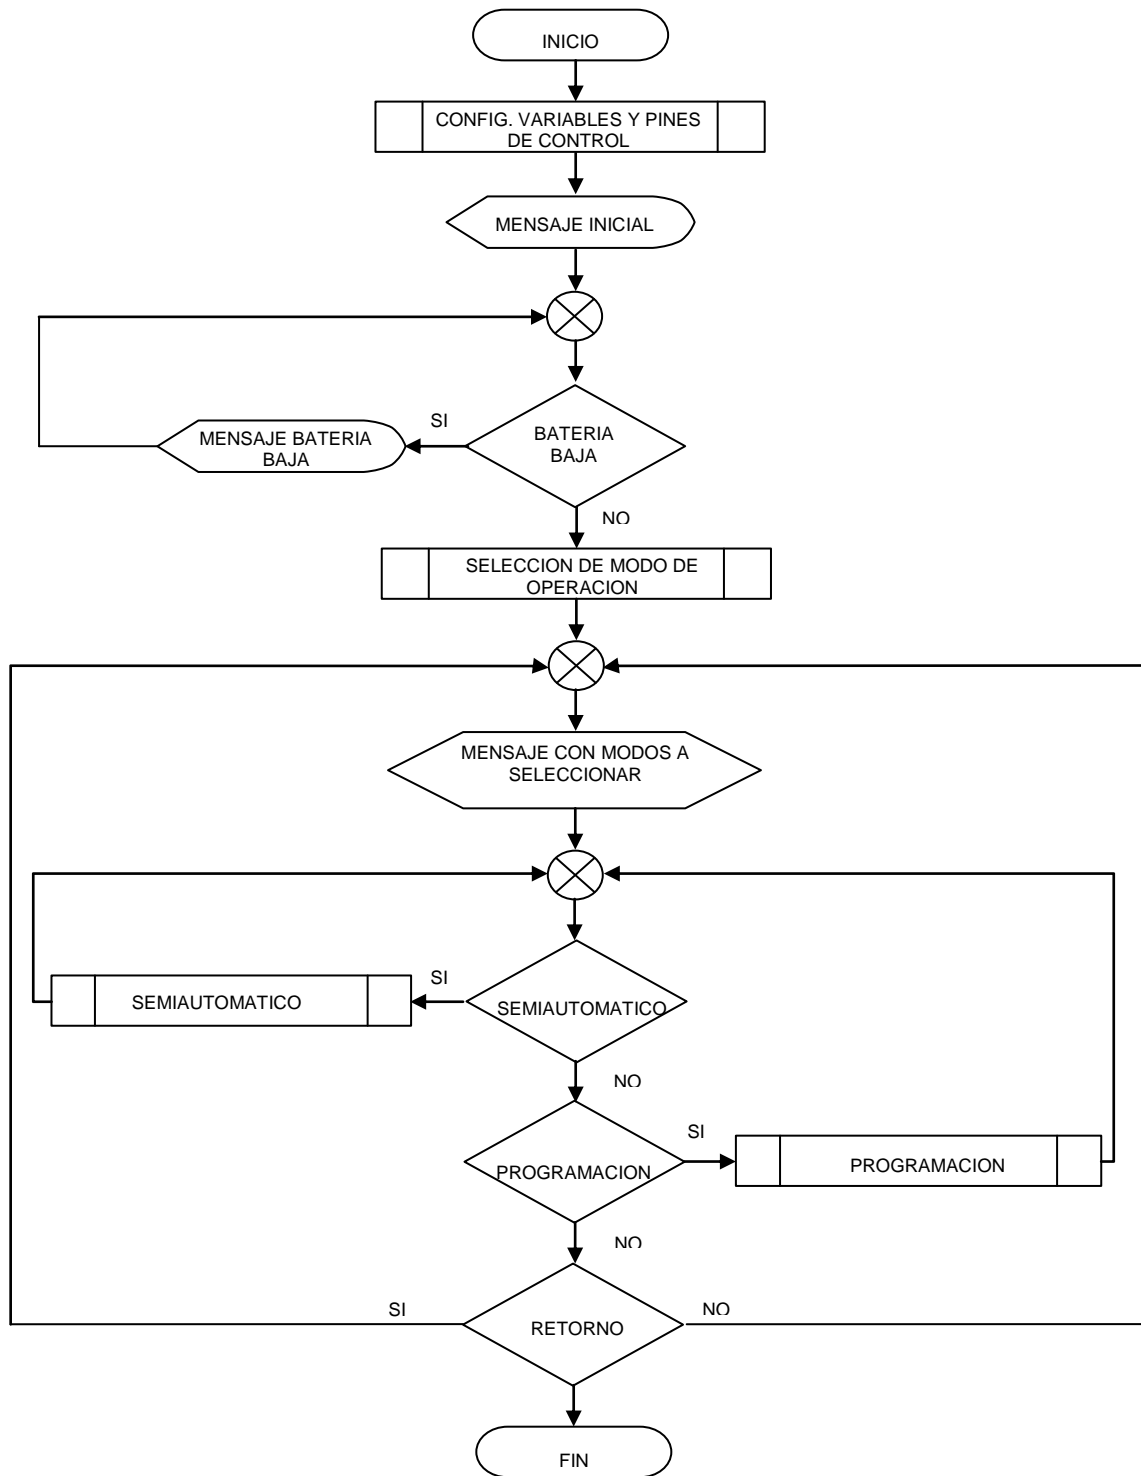 INICIO
CONFIG. VARIABLES Y PINES
DE CONTROL
MENSAJE INICIAL
SI
MENSAJE BATERIA
BAJA
BATERIA
BAJA
NO
SELECCION DE MODO DE
OPERACION
MENSAJE CON MODOS A
SELECCIONAR
SI
SEMIAUTOMATICO
SEMIAUTOMATICO
NO
SI
PROGRAMACION
PROGRAMACION
NO
SI
NO
RETORNO
FIN